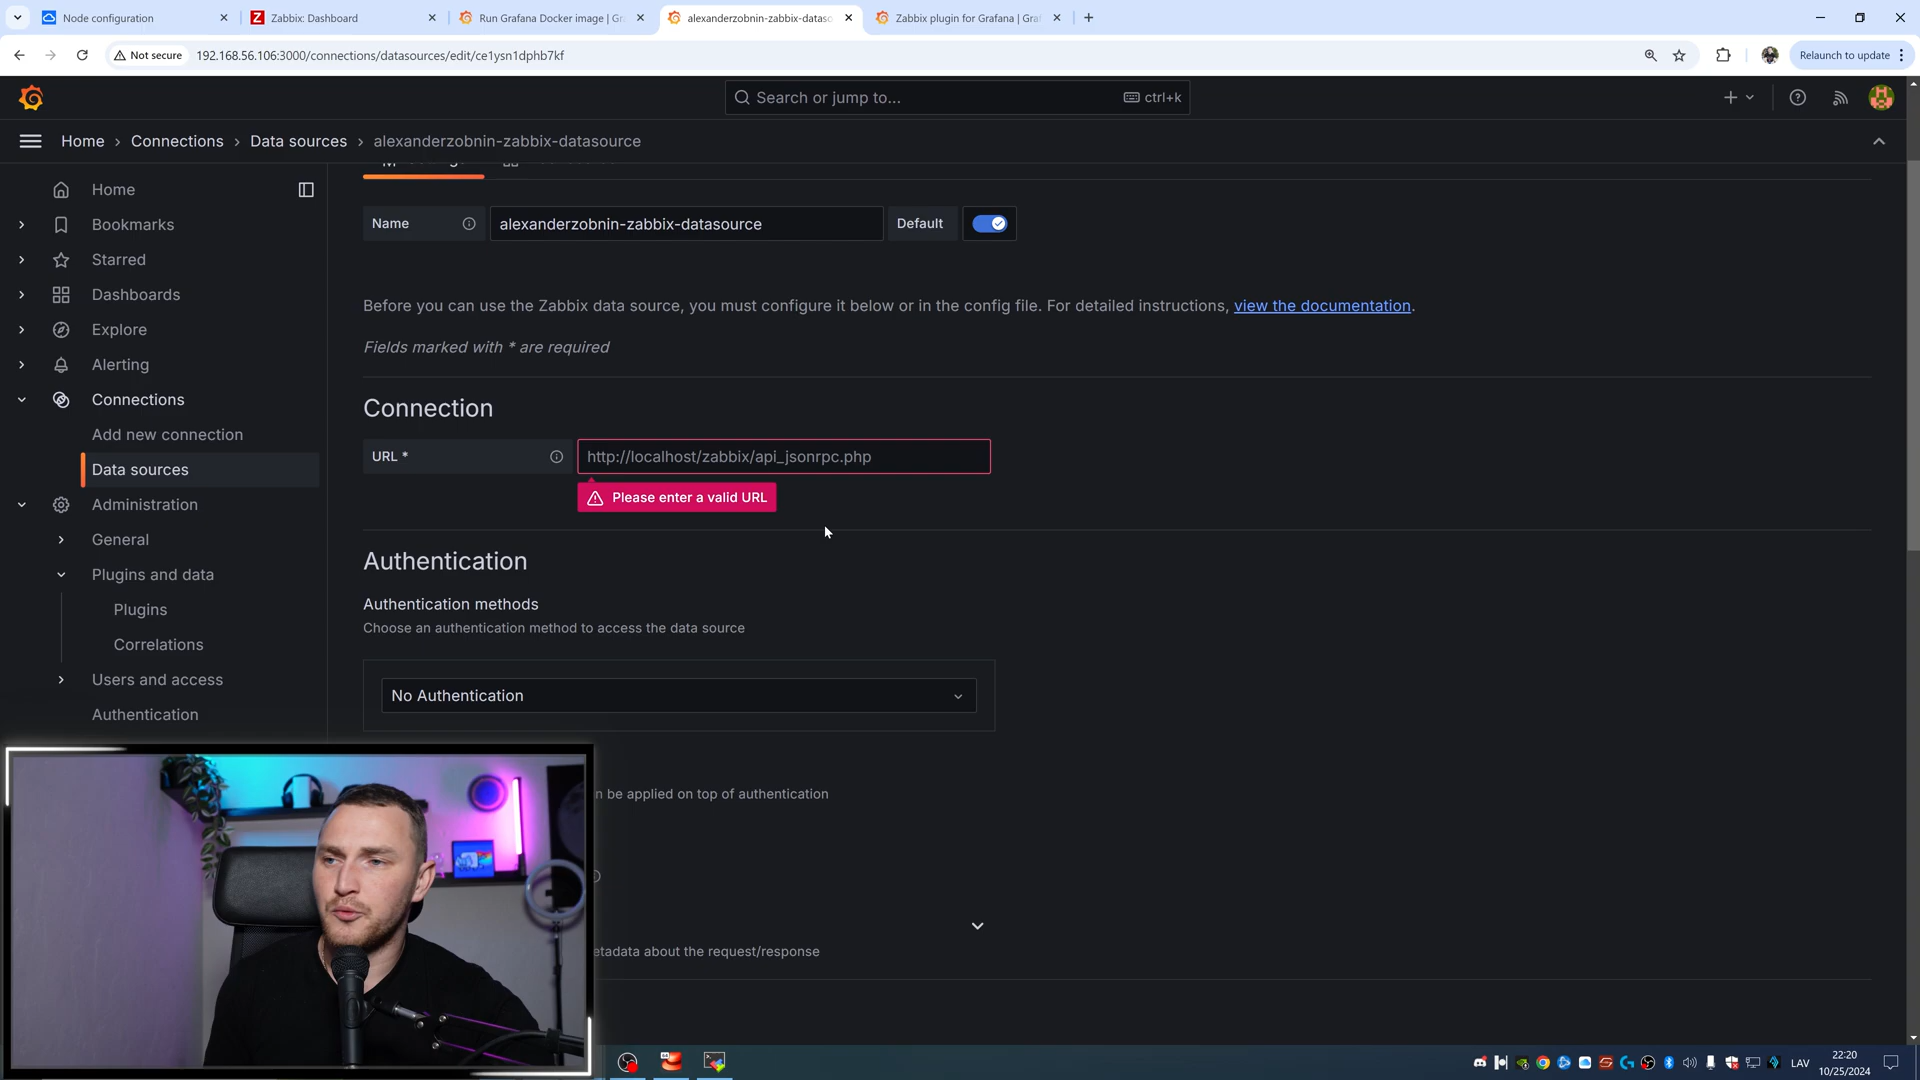 Node configuration
Zabbix: Dashboard
Run Grafana Docker image | Gr
alexanderzobnin-zabbix-dataso
Zabbix plugin for Grafana | Gra
Not secure
192.168.56.106:3000/connections/datasources/edit/ce1ysn1dphb7kf
Relaunch to update
Search or jump to...
ctrl+k
Home
Connections
Data sources
alexanderzobnin-zabbix-datasource
Home
Bookmarks
Starred
Dashboards
Explore
Alerting
Connections
Add new connection
Data sources
Administration
General
Plugins and data
Plugins
Correlations
Users and access
Authentication
Name
alexanderzobnin-zabbix-datasource
Default
Before you can use the Zabbix data source, you must configure it below or in the config file. For detailed instructions, view the documentation.
Fields marked with * are required
Connection
URL *
http://localhost/zabbix/api_jsonrpc.php
Please enter a valid URL
Authentication
Authentication methods
Choose an authentication method to access the data source
No Authentication
n be applied on top of authentication
etadata about the request/response
LAV
22:20
10/25/2024